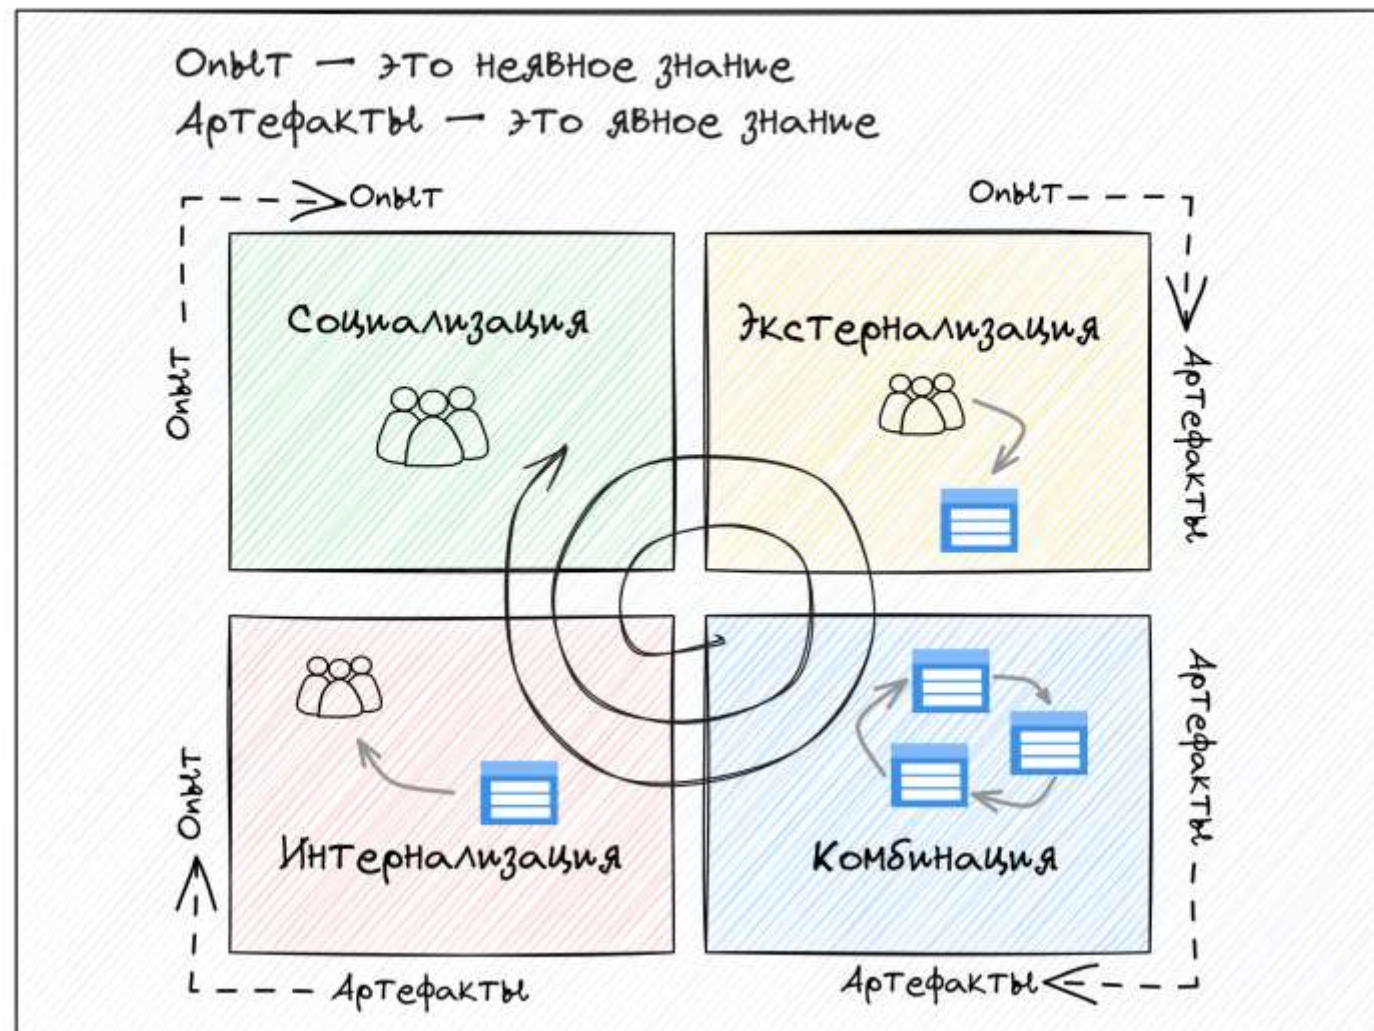 Опыт — это неявное знание
Артефакты — это явное знание
Опыт
Опыт
Опыт
Артефакты
Социализация
Экстернализация
Опыт
Артефакты
Артефакты
Артефакты
Интернализация
Комбинация